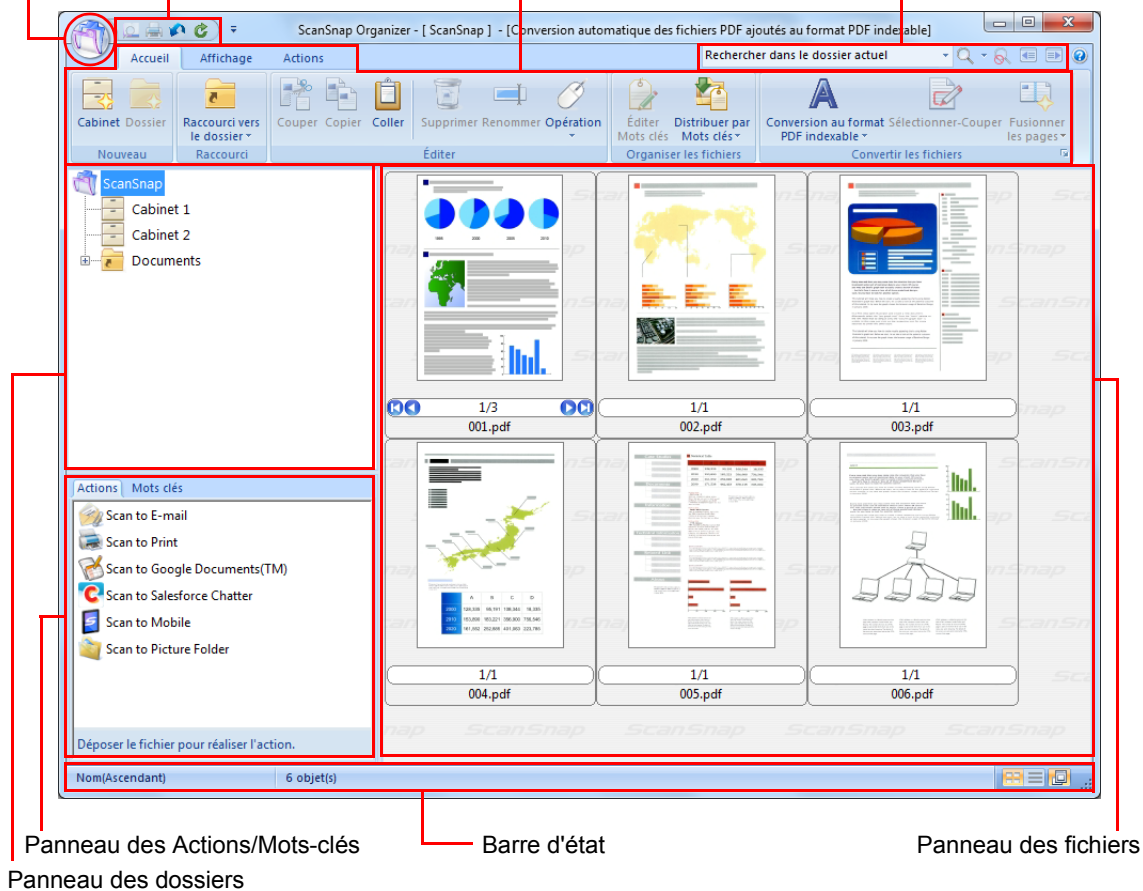 ScanSnap Organizer - [ ScanSnap ] - [Conversion automatique des fichiers PDF ajoutés au format PDF indexable]
Accueil Affichage Actions
Rechercher dans le dossier actuel
Cabinet Dossier
Raccourci vers
le dossier
Couper Copier Coller Supprimer Renommer Opération
Éditer
Mots clés
Distribuer par
Mots clés
Conversion au format
PDF indexable
Sélectionner-Couper
Fusionner
les pages
Nouveau Raccourci Éditer Organiser les fichiers Convertir les fichiers
ScanSnap
Cabinet 1
Cabinet 2
Documents
1/3
001.pdf
1/1
002.pdf
1/1
003.pdf
1/1
004.pdf
1/1
005.pdf
1/1
006.pdf
ScanSnap ScanSnap ScanSnap
Actions Mots clé
Scan to E-mail
Scan to Print
Scan to Google Documents(TM)
Scan to Salesforce Chatter
Scan to Mobile
Scan to Picture Folder
Déposer le fichier pour réaliser l'action.
Nom(Ascendant) 6 objet(s)
Panneau des Actions/Mots-clés
Barre d'état
Panneau des fichiers
Panneau des dossiers